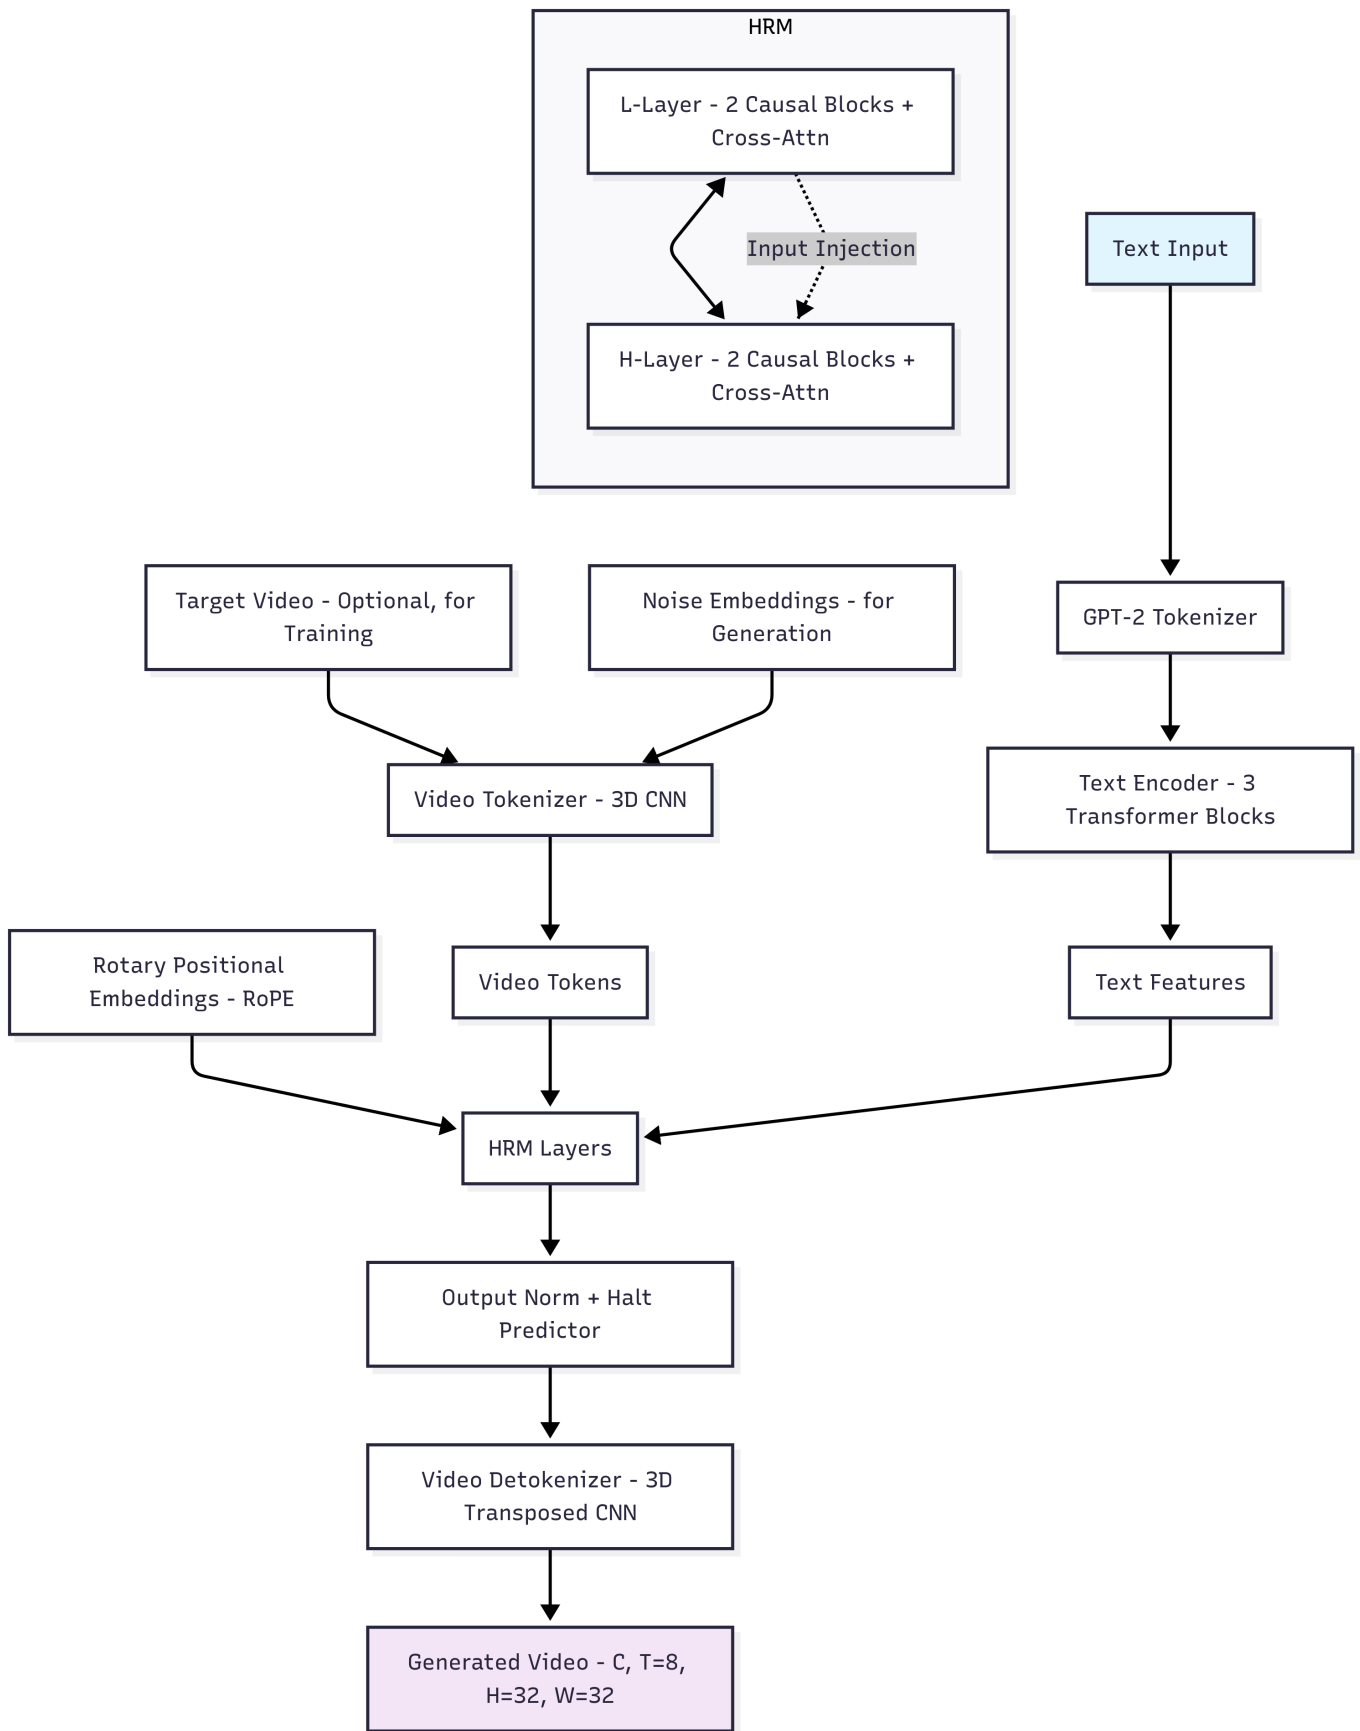 HRM
L-Layer - 2 Causal Blocks +
Cross-Attn
Input Injection
Text Input
H-Layer - 2 Causal Blocks +
Cross-Attn
Target Video - Optional, for
Training
Noise Embeddings - for
Generation
GPT-2 Tokenizer
Video Tokenizer - 3D CNN
Text Encoder - 3
Transformer Blocks
Rotary Positional
Embeddings - RoPE
Video Tokens
Text Features
HRM Layers
Output Norm + Halt
Predictor
Video Detokenizer - 3D
Transposed CNN
Generated Video - C, T=8,
H=32, W=32